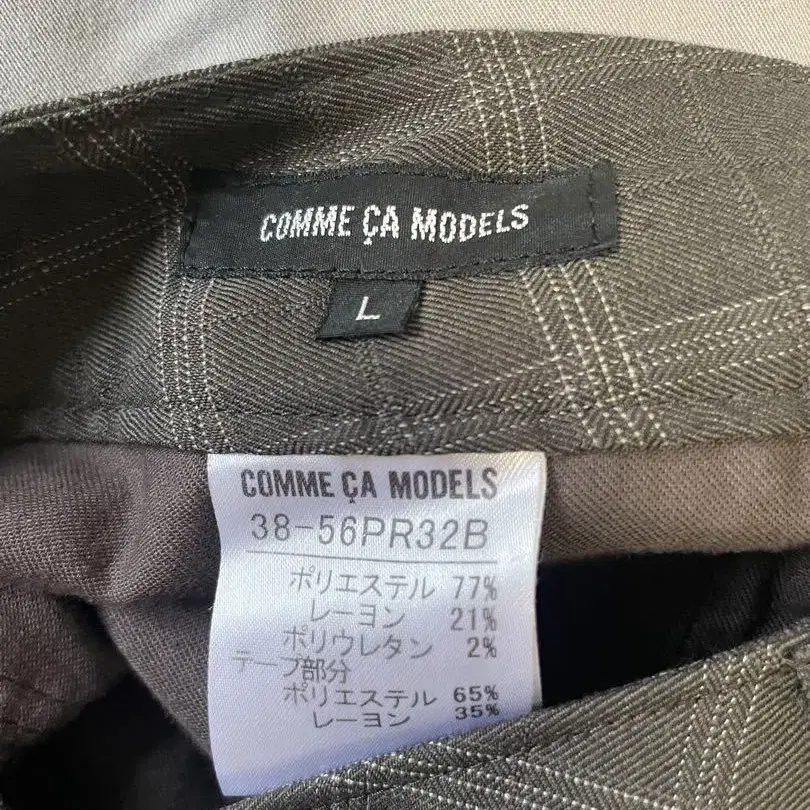 COMME ÇA MODELS
L
COMME ÇA MODELS
38-56PR32B
ポリエステル 77%
レーヨン 21%
ポリウレタン 2%
テープ部分
ポリエステル 65%
レーヨン 35%